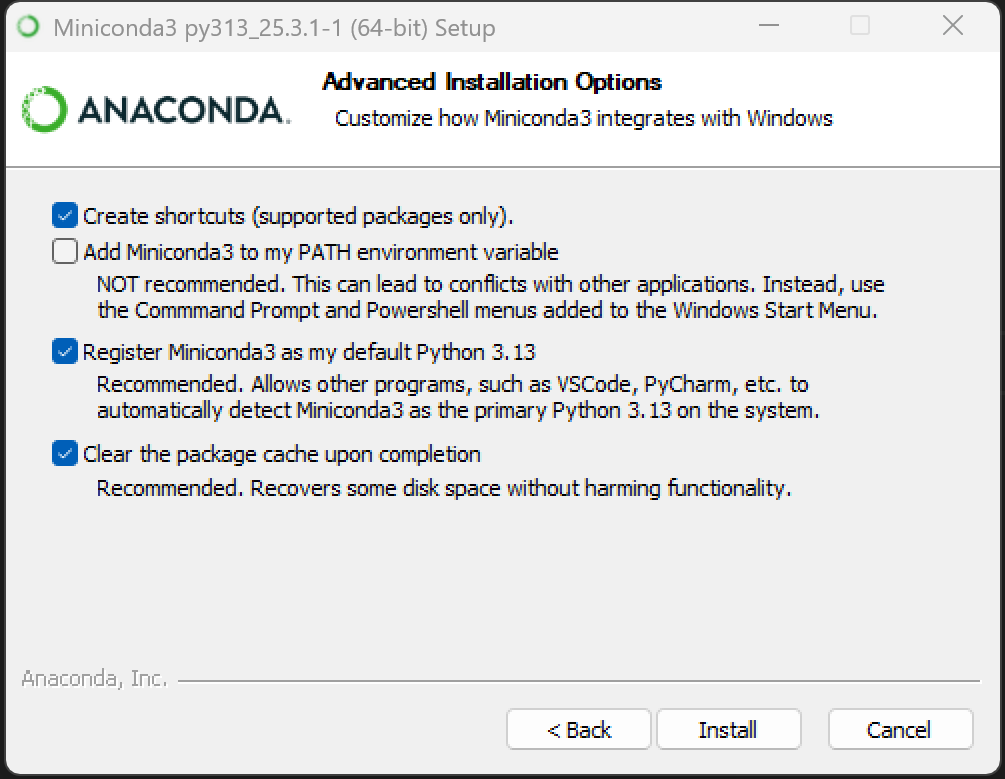 Miniconda3 py313_25.3.1-1 (64-bit) Setup
ANACONDA.
Advanced Installation Options
Customize how Miniconda3 integrates with Windows
Create shortcuts (supported packages only).
Add Miniconda3 to my PATH environment variable
NOT recommended. This can lead to conflicts with other applications. Instead, use
the Commmand Prompt and Powershell menus added to the Windows Start Menu.
Register Miniconda3 as my default Python 3.13
Recommended. Allows other programs, such as VSCode, PyCharm, etc. to
automatically detect Miniconda3 as the primary Python 3.13 on the system.
Clear the package cache upon completion
Recommended. Recovers some disk space without harming functionality.
Anaconda, Inc.
< Back
Install
Cancel